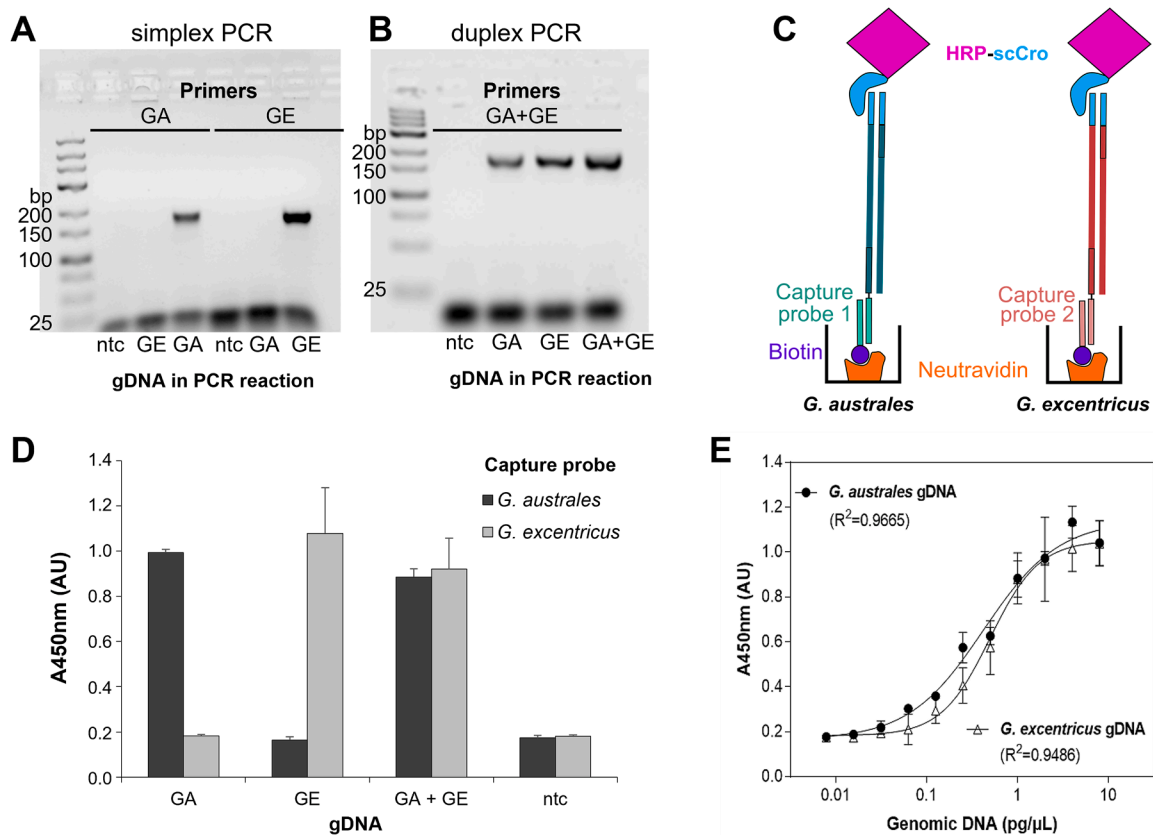 A
simplex PCR
Primers
GA GE
bp
200
150
100
25
ntc GE GA ntc GA GE
gDNA in PCR reaction
B
duplex PCR
Primers
GA+GE
bp
200
150
100
25
ntc GA GE GA+GE
gDNA in PCR reaction
C
HRP-scCro
Capture
probe 1
Capture
probe 2
Biotin
Neutravidin
G. australes
G. excentricus
D
1.4
1.2
1.0
0.8
0.6
0.4
0.2
0.0
A450nm (AU)
Capture probe
G. australes
G. excentricus
GA GE GA + GE ntc
gDNA
E
1.4
1.2
1.0
0.8
0.6
0.4
0.2
0.0
A450nm (AU)
G. australes gDNA
(R²=0.9665)
G. excentricus gDNA
(R²=0.9486)
0.01 0.1 1 10
Genomic DNA (pg/µL)